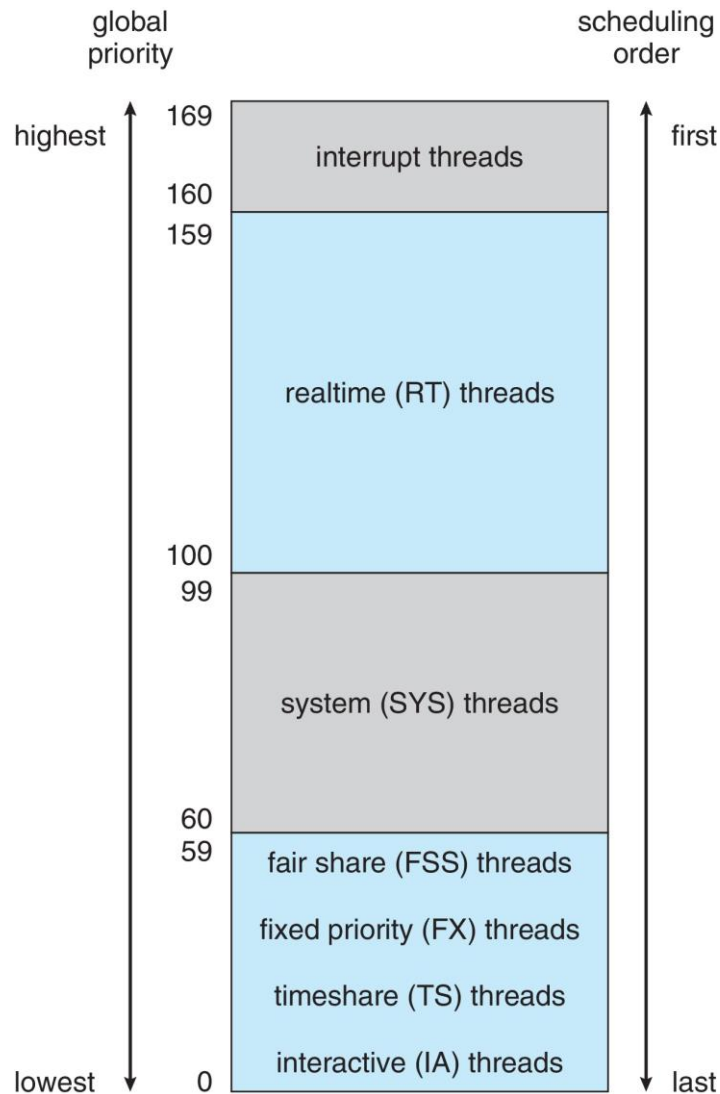 global
priority
scheduling
order
highest
169
interrupt threads
first
160
159
realtime (RT) threads
100
99
system (SYS) threads
60
59
fair share (FSS) threads
fixed priority (FX) threads
timeshare (TS) threads
interactive (IA) threads
lowest
0
last